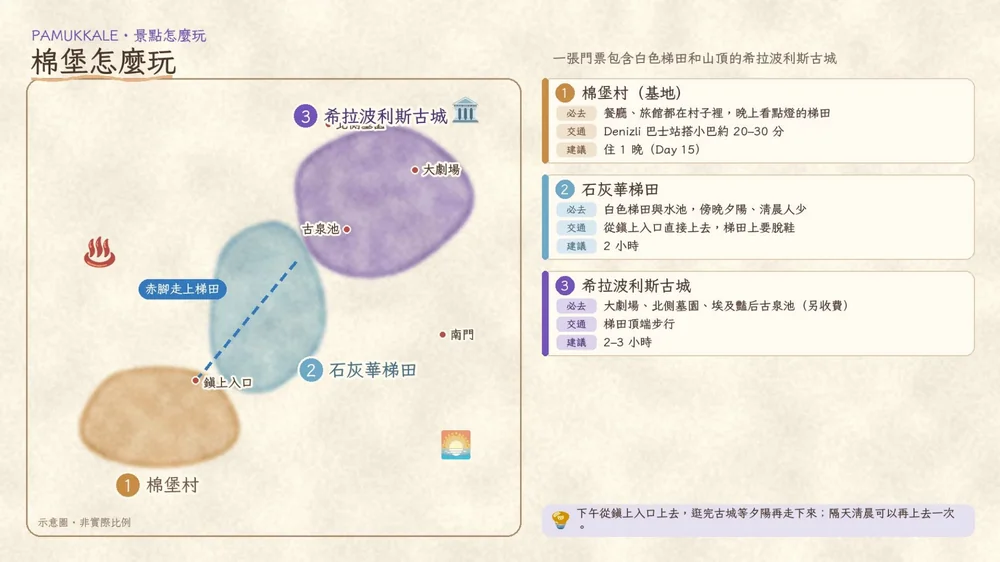 PAMUKKALE・景點怎麼玩
棉堡怎麼玩
一張門票包含白色梯田和山頂的希拉波利斯古城
3 希拉波利斯古城
大劇場
古泉池
赤腳走上梯田
南門
2 石灰華梯田
鎮上入口
1 棉堡村
示意圖・非實際比例
1 棉堡村（基地）
必去 餐廳、旅館都在村子裡，晚上看點燈的梯田
交通 Denizli 巴士站搭小巴約 20–30 分
建議 住 1 晚（Day 15）
2 石灰華梯田
必去 白色梯田與水池，傍晚夕陽、清晨人少
交通 從鎮上入口直接上去，梯田上要脫鞋
建議 2 小時
3 希拉波利斯古城
必去 大劇場、北側墓園、埃及豔后古泉池（另收費）
交通 梯田頂端步行
建議 2–3 小時
下午從鎮上入口上去，逛完古城等夕陽再走下來；隔天清晨可以再上去一次
。